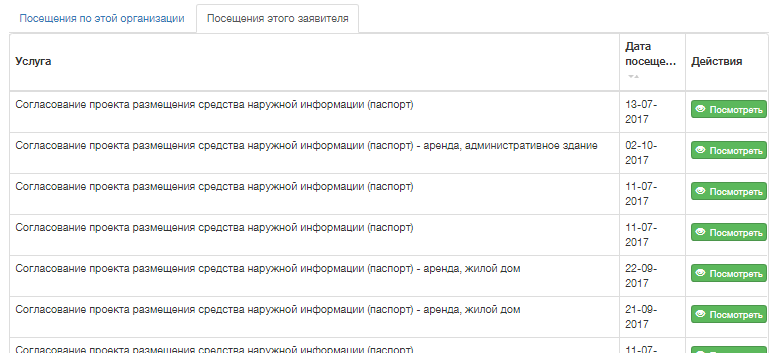 Посещения по этой организации Посещения этого заявителя
Услуга Дата посеще... Действия
Согласование проекта размещения средства наружной информации (паспорт) 13-07-2017 Посмотреть
Согласование проекта размещения средства наружной информации (паспорт) - аренда, административное здание 02-10-2017 Посмотреть
Согласование проекта размещения средства наружной информации (паспорт) 11-07-2017 Посмотреть
Согласование проекта размещения средства наружной информации (паспорт) 11-07-2017 Посмотреть
Согласование проекта размещения средства наружной информации (паспорт) - аренда, жилой дом 22-09-2017 Посмотреть
Согласование проекта размещения средства наружной информации (паспорт) - аренда, жилой дом 21-09-2017 Посмотреть
Согласование проекта размещения средства наружной информации (паспорт) 11-07-